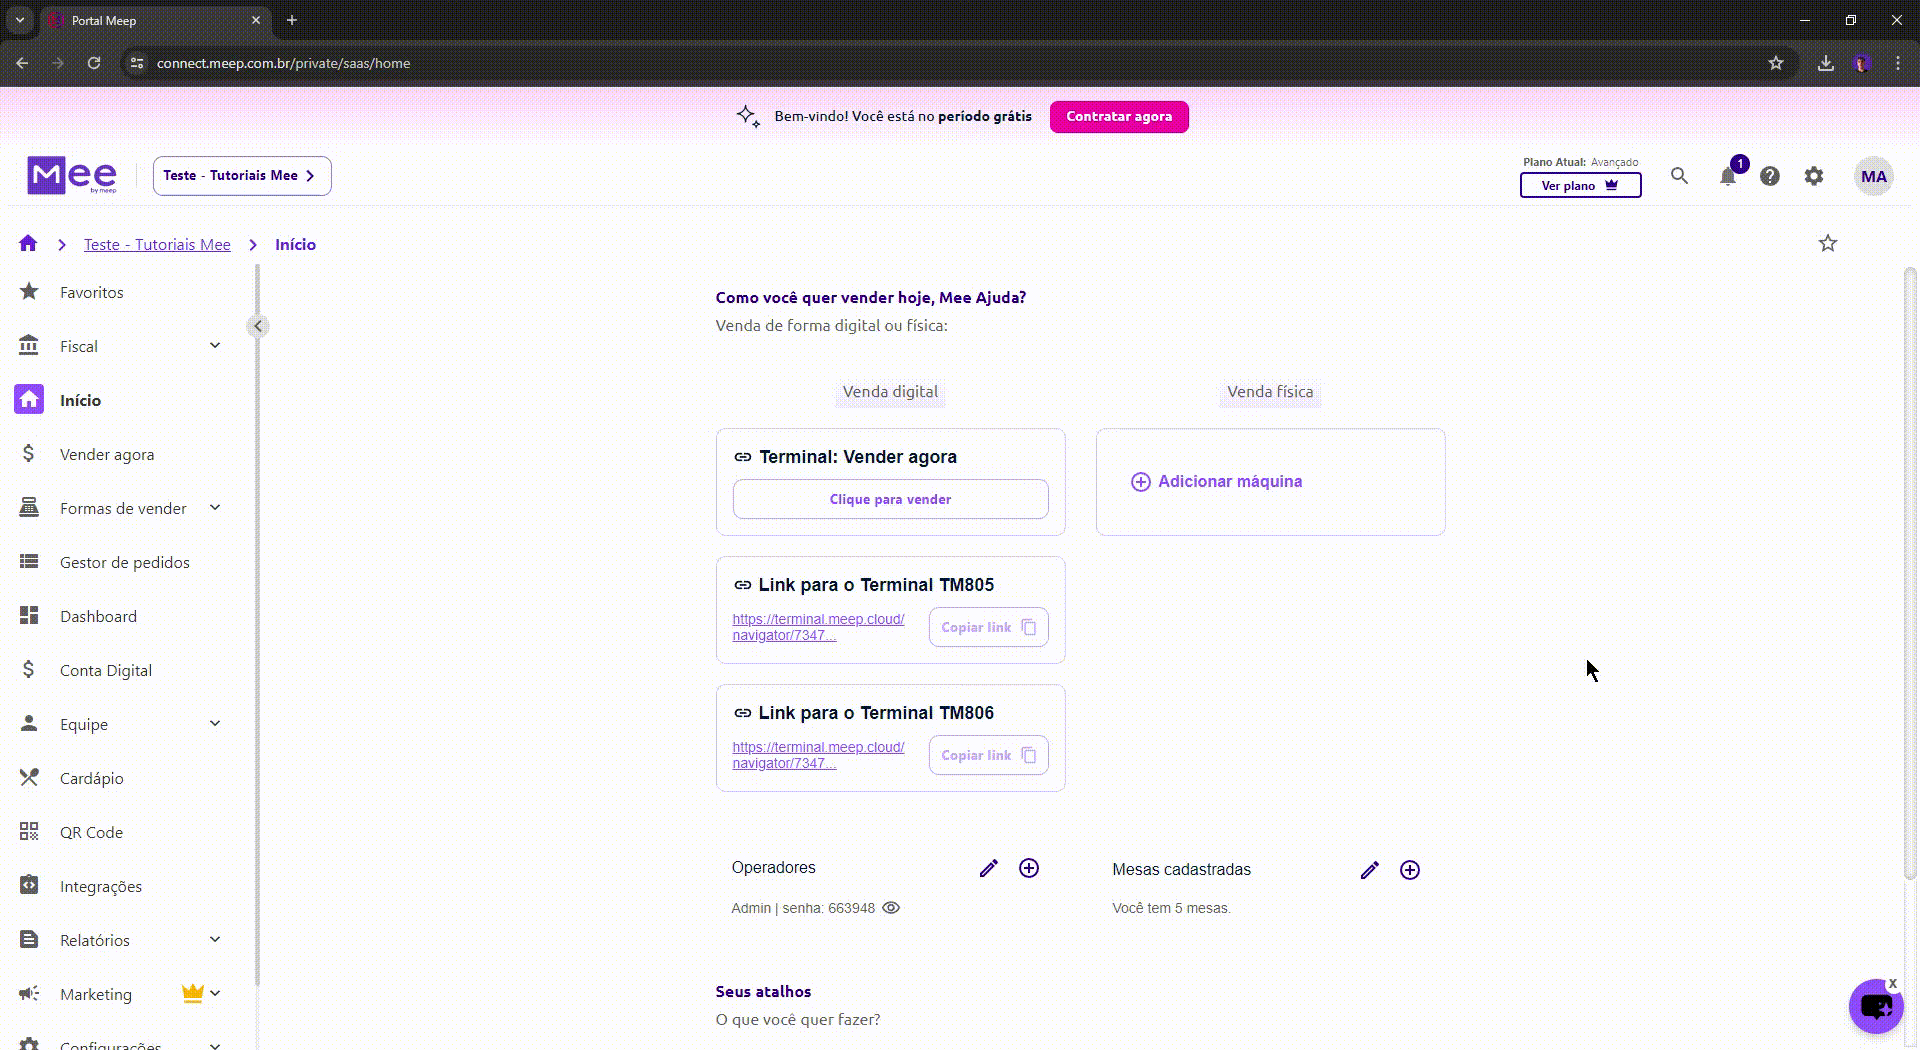 Portal Meep
connect.meep.com.br/private/saas/home
Bem-vindo! Você está no período grátis
Contratar agora
Mee
by meep
Teste - Tutoriais Mee
Plano Atual: Avançado
Ver plano
1
MA
Teste - Tutoriais Mee
Início
Favoritos
Fiscal
Início
Vender agora
Formas de vender
Gestor de pedidos
Dashboard
Conta Digital
Equipe
Cardápio
QR Code
Integrações
Relatórios
Marketing
Configurações
Como você quer vender hoje, Mee Ajuda?
Venda de forma digital ou física:
Venda digital
Venda física
Terminal: Vender agora
Clique para vender
Adicionar máquina
Link para o Terminal TM805
https://terminal.meep.cloud/
navigator/7347...
Copiar link
Link para o Terminal TM806
https://terminal.meep.cloud/
navigator/7347...
Copiar link
Operadores
Admin | senha: 663948
Mesas cadastradas
Você tem 5 mesas.
Seus atalhos
O que você quer fazer?
X